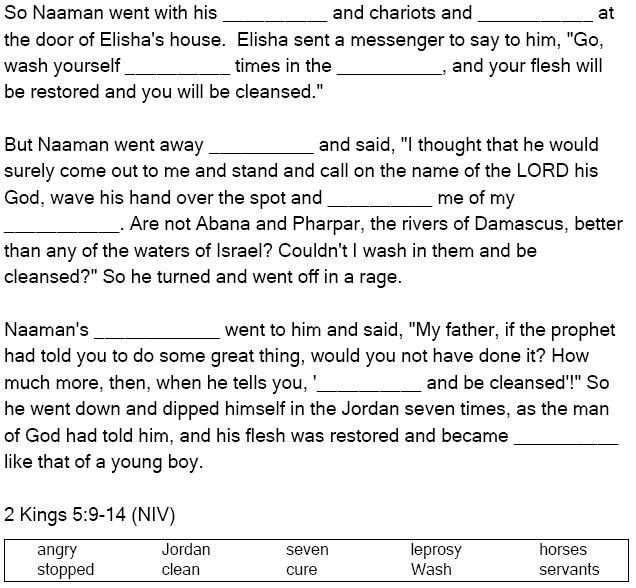 So Naaman went with his __________ and chariots and ___________ at
the door of Elisha's house.  Elisha sent a messenger to say to him, "Go,
wash yourself __________ times in the __________, and your flesh will
be restored and you will be cleansed."

But Naaman went away __________ and said, "I thought that he would
surely come out to me and stand and call on the name of the LORD his
God, wave his hand over the spot and __________ me of my
___________. Are not Abana and Pharpar, the rivers of Damascus, better
than any of the waters of Israel? Couldn't I wash in them and be
cleansed?" So he turned and went off in a rage.

Naaman's ____________ went to him and said, "My father, if the prophet
had told you to do some great thing, would you not have done it? How
much more, then, when he tells you, '__________ and be cleansed'!" So
he went down and dipped himself in the Jordan seven times, as the man
of God had told him, and his flesh was restored and became __________
like that of a young boy.

2 Kings 5:9-14 (NIV)
angry Jordan seven leprosy horses
stopped clean cure Wash servants